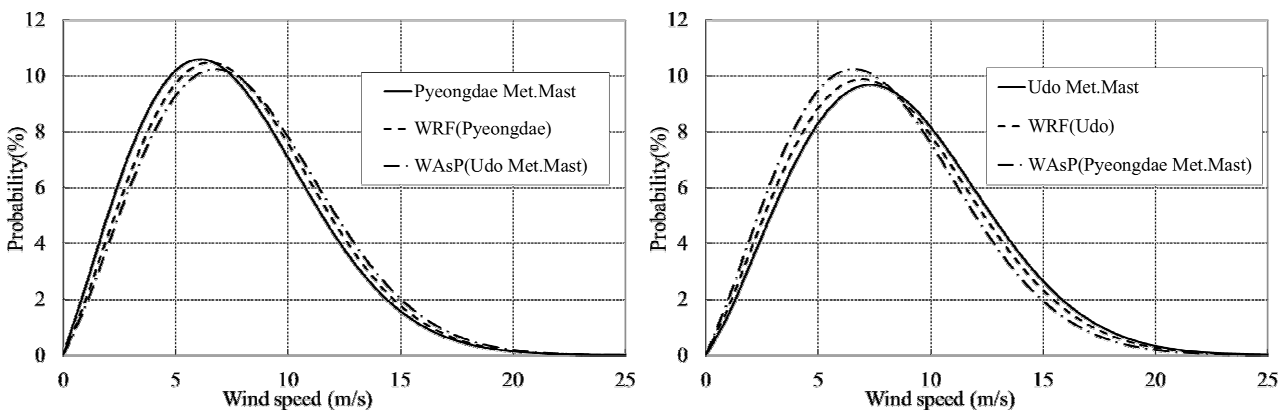 12
10
8
6
4
2
0
Probability(%)
Pyeongdae Met.Mast
WRF(Pyeongdae)
WAsP(Udo Met.Mast)
0 5 10 15 20 25
Wind speed (m/s)
12
10
8
6
4
2
0
Probability(%)
Udo Met.Mast
WRF(Udo)
WAsP(Pyeongdae Met.Mast)
0 5 10 15 20 25
Wind speed (m/s)